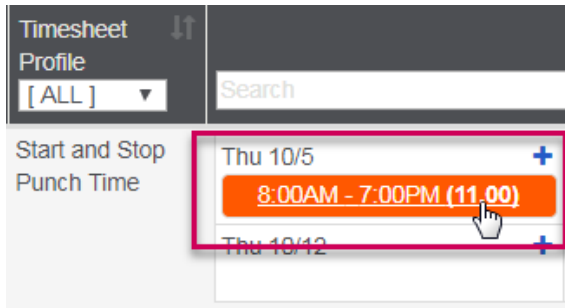 Timesheet
Profile
[ ALL ]
Search
Start and Stop
Punch Time
Thu 10/5
8:00AM - 7:00PM (11.00)
Thu 10/12